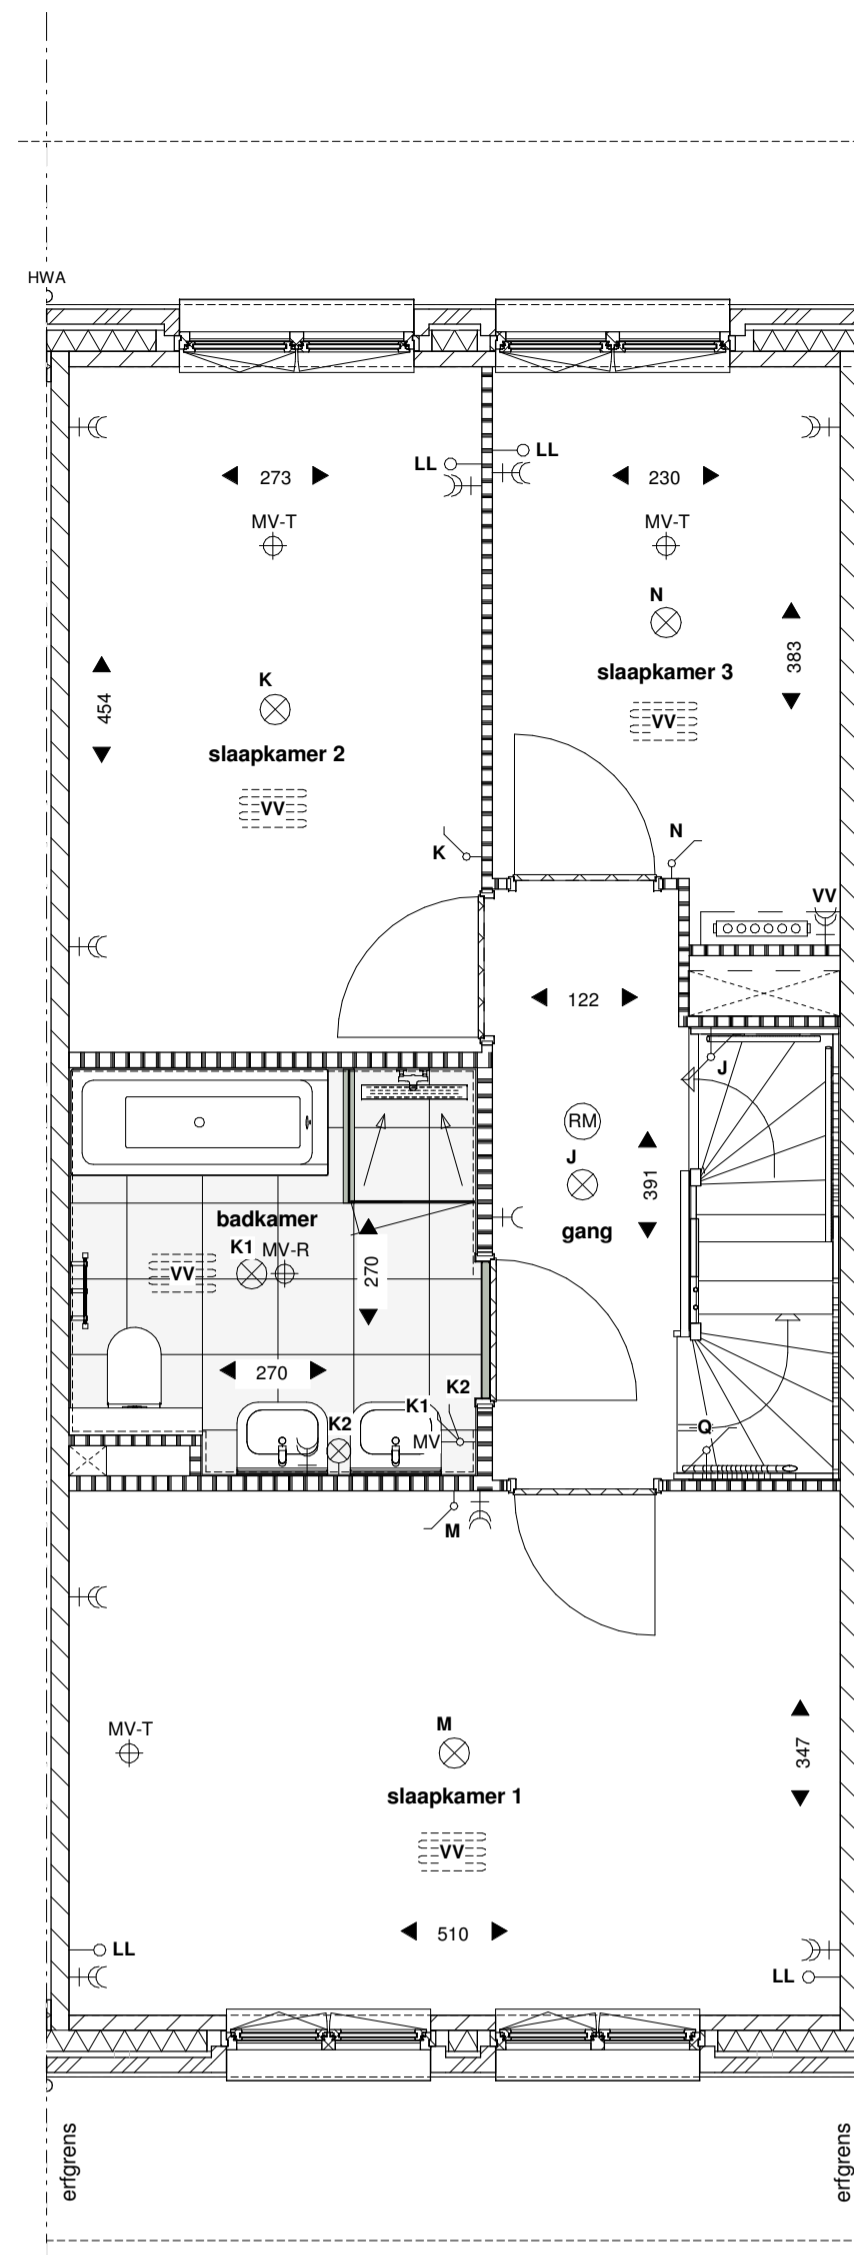 HWA
LL
LL
273
230
MV-T
MV-T
N
383
slaapkamer 3
K
454
VV
slaapkamer 2
VV
N
K
VV
122
J
RM
J
391
badkamer
gang
K1
MV-R
VV
270
270
K2
K1
K2
MV
Q
M
MV-T
M
347
slaapkamer 1
VV
510
LL
LL
erfgrens
erfgrens